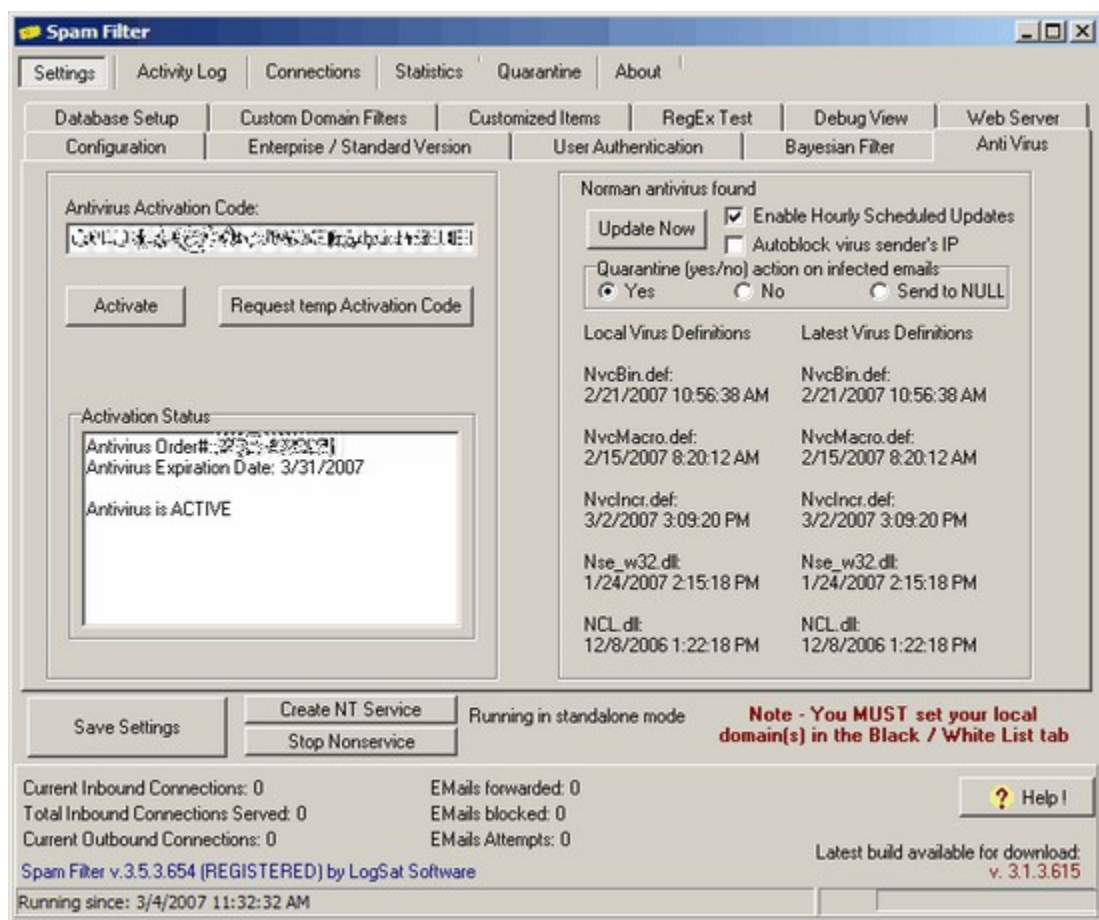 Spam Filter
Settings Activity Log Connections Statistics Quarantine About
Database Setup Custom Domain Filters Customized Items RegEx Test Debug View Web Server
Configuration Enterprise / Standard Version User Authentication Bayesian Filter Anti Virus
Antivirus Activation Code:
Activate Request temp Activation Code
Activation Status
Antivirus Order#:
Antivirus Expiration Date: 3/31/2007
Antivirus is ACTIVE
Norman antivirus found
Update Now
Enable Hourly Scheduled Updates
Autoblock virus sender's IP
Quarantine (yes/no) action on infected emails
Yes No Send to NULL
Local Virus Definitions Latest Virus Definitions
NvcBin.def: NvcBin.def:
2/21/2007 10:56:38 AM 2/21/2007 10:56:38 AM
NvcMacro.def: NvcMacro.def:
2/15/2007 8:20:12 AM 2/15/2007 8:20:12 AM
NvcIncr.def: NvcIncr.def:
3/2/2007 3:09:20 PM 3/2/2007 3:09:20 PM
Nse_w32.dll: Nse_w32.dll:
1/24/2007 2:15:18 PM 1/24/2007 2:15:18 PM
NCL.dll: NCL.dll:
12/8/2006 1:22:18 PM 12/8/2006 1:22:18 PM
Save Settings
Create NT Service
Stop Nonservice
Running in standalone mode
Note - You MUST set your local
domain(s) in the Black / White List tab
Current Inbound Connections: 0 EMails forwarded: 0
Total Inbound Connections Served: 0 EMails blocked: 0
Current Outbound Connections: 0 EMails Attempts: 0
Help !
Spam Filter v.3.5.3.654 (REGISTERED) by LogSat Software
Latest build available for download:
v. 3.1.3.615
Running since: 3/4/2007 11:32:32 AM